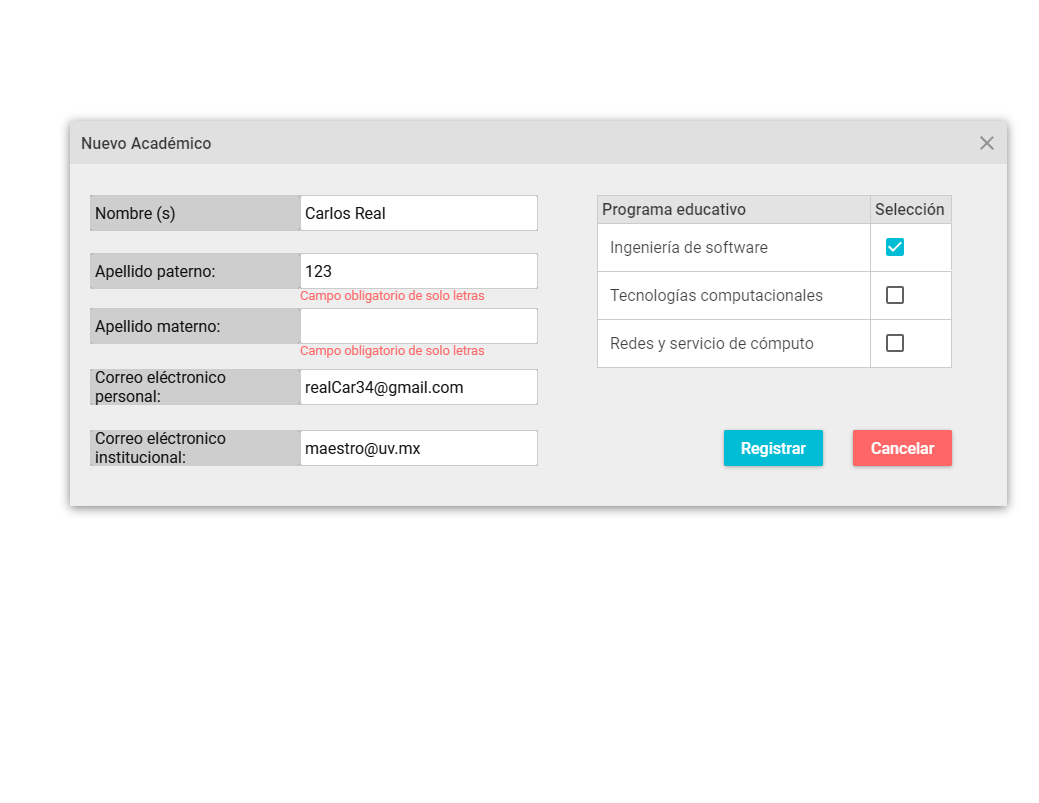 Nuevo Académico
Nombre (s)
Carlos Real
Apellido paterno:
123
Campo obligatorio de solo letras
Apellido materno:
Campo obligatorio de solo letras
Correo eléctronico
personal:
realCar34@gmail.com
Correo eléctronico
institucional:
maestro@uv.mx
Programa educativo
Selección
Ingeniería de software
Tecnologías computacionales
Redes y servicio de cómputo
Registrar
Cancelar